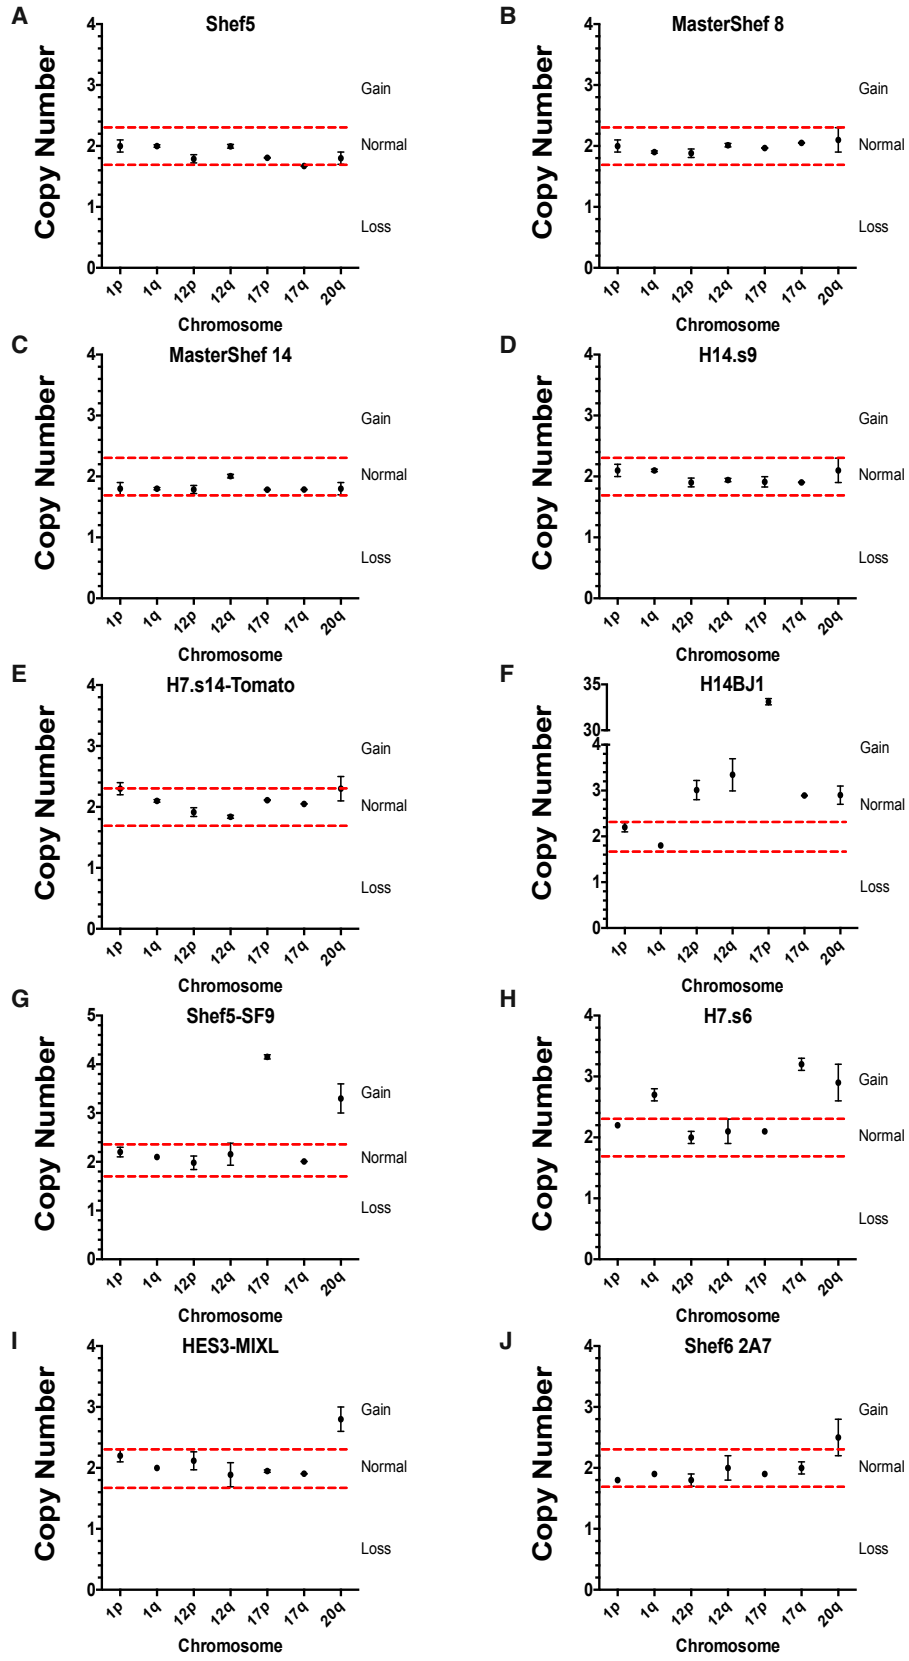 A
Shef5
Copy Number
4
3
2
1
0
Gain
Normal
Loss
1p
1q
12p
12q
17p
17q
20q
Chromosome
B
MasterShef 8
Copy Number
4
3
2
1
0
Gain
Normal
Loss
1p
1q
12p
12q
17p
17q
20q
Chromosome
C
MasterShef 14
Copy Number
4
3
2
1
0
Gain
Normal
Loss
1p
1q
12p
12q
17p
17q
20q
Chromosome
D
H14.s9
Copy Number
4
3
2
1
0
Gain
Normal
Loss
1p
1q
12p
12q
17p
17q
20q
Chromosome
E
H7.s14-Tomato
Copy Number
4
3
2
1
0
Gain
Normal
Loss
1p
1q
12p
12q
17p
17q
20q
Chromosome
F
H14BJ1
Copy Number
35
30
4
3
2
1
0
Gain
Normal
Loss
1p
1q
12p
12q
17p
17q
20q
Chromosome
G
Shef5-SF9
Copy Number
5
4
3
2
1
0
Gain
Normal
Loss
1p
1q
12p
12q
17p
17q
20q
Chromosome
H
H7.s6
Copy Number
4
3
2
1
0
Gain
Normal
Loss
1p
1q
12p
12q
17p
17q
20q
Chromosome
I
HES3-MIXL
Copy Number
4
3
2
1
0
Gain
Normal
Loss
1p
1q
12p
12q
17p
17q
20q
Chromosome
J
Shef6 2A7
Copy Number
4
3
2
1
0
Gain
Normal
Loss
1p
1q
12p
12q
17p
17q
20q
Chromosome